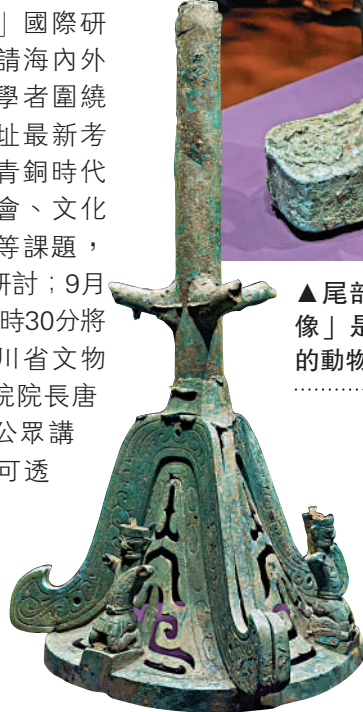 」國際研
請海內外
學者圍繞
址最新考
青銅時代
會、文化
等課題，
研討；9月
時30分將
川省文物
院院長唐
公眾講
可透
▲尾部
像」是
的動物